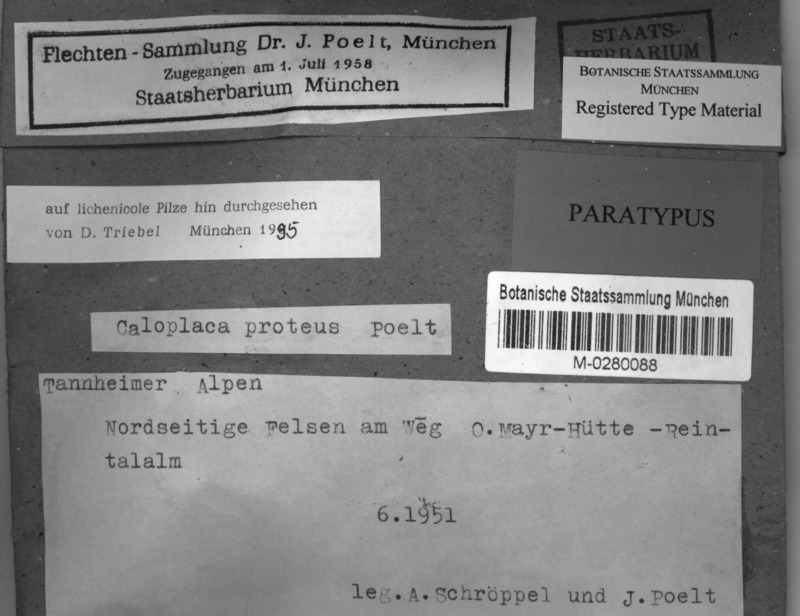 Flechten - Sammlung Dr. J. Poelt, München
Zugegangen am 1. Juli 1958
Staatsherbarium München
STAATS-
HERBARIUM
BOTANISCHE STAATSSAMMLUNG
MÜNCHEN
Registered Type Material
auf lichenicole Pilze hin durchgesehen
von D. Triebel München 1995
PARATYPUS
Botanische Staatssammlung München
M-0280088
Caloplaca proteus Poelt
Tannheimer Alpen
Nordseitige Felsen am Weg O.Mayr-Hütte -Rein-
talalm
6.1951
leg.A.Schröppel und J.Poelt